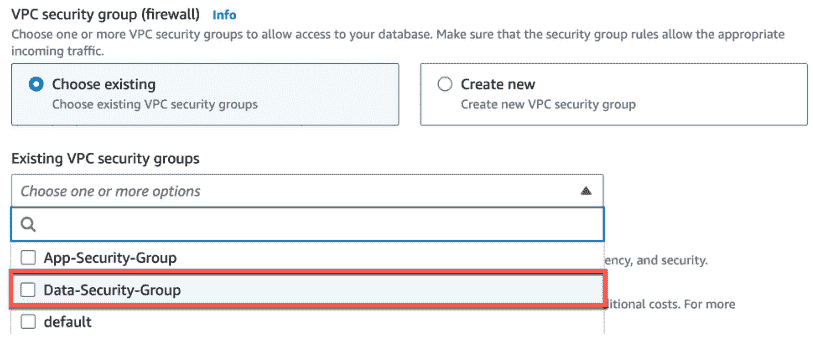 VPC security group (firewall) Info
Choose one or more VPC security groups to allow access to your database. Make sure that the security group rules allow the appropriate
incoming traffic.
Choose existing
Choose existing VPC security groups
Create new
Create new VPC security group
Existing VPC security groups
Choose one or more options
App-Security-Group
ency, and security.
Data-Security-Group
litional costs. For more
default